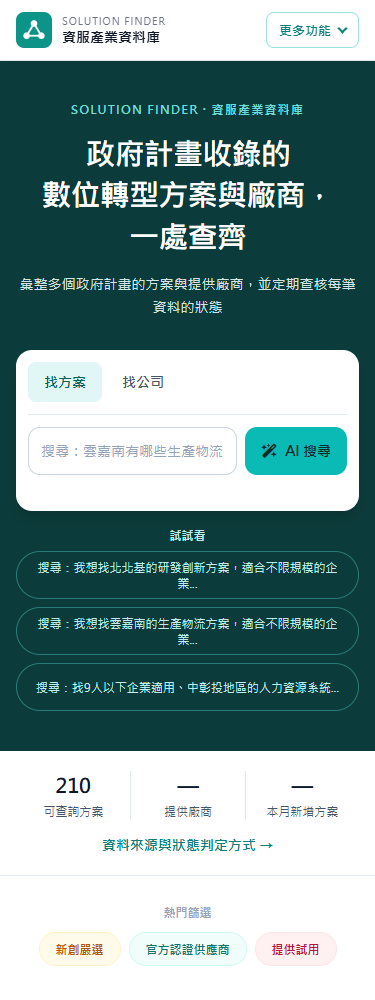 SOLUTION FINDER
資服產業資料庫
更多功能
SOLUTION FINDER · 資服產業資料庫
政府計畫收錄的
數位轉型方案與廠商，
一處查齊
彙整多個政府計畫的方案與提供廠商，並定期查核每筆
資料的狀態
找方案
找公司
搜尋：雲嘉南有哪些生產物流
AI 搜尋
試試看
搜尋：我想找北北基的研發創新方案，適合不限規模的企
業…
搜尋：我想找雲嘉南的生產物流方案，適合不限規模的企
業…
搜尋：找9人以下企業適用、中彰投地區的人力資源系統…
210
可查詢方案
—
提供廠商
—
本月新增方案
資料來源與狀態判定方式 →
熱門篩選
新創嚴選
官方認證供應商
提供試用